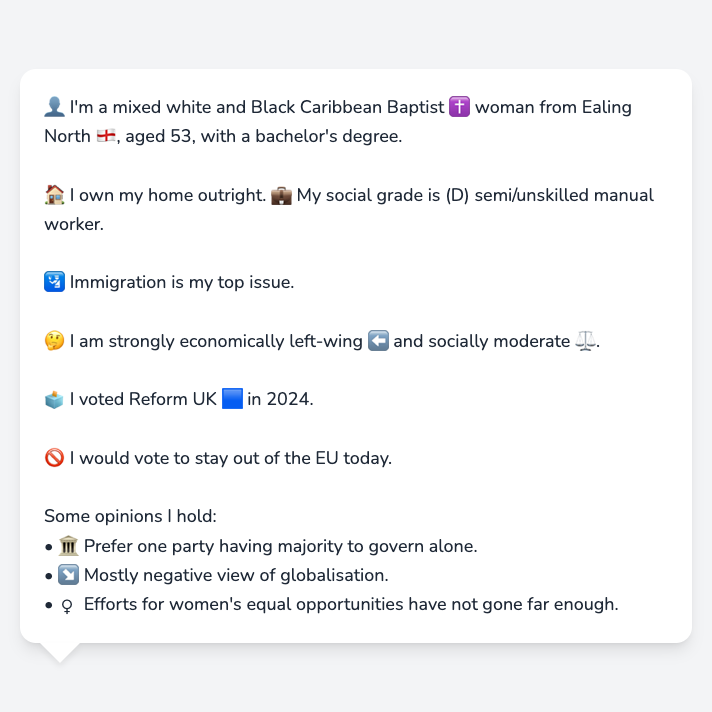 👤 I'm a mixed white and Black Caribbean Baptist ✝️ woman from Ealing
North 🏴󠁧󠁢󠁥󠁮󠁧󠁿, aged 53, with a bachelor's degree.
🏠 I own my home outright. 💼 My social grade is (D) semi/unskilled manual
worker.
🛂 Immigration is my top issue.
🤔 I am strongly economically left-wing ⬅️ and socially moderate ⚖️.
🗳️ I voted Reform UK 🟦 in 2024.
🚫 I would vote to stay out of the EU today.
Some opinions I hold:
• 🏛️ Prefer one party having majority to govern alone.
• ↘️ Mostly negative view of globalisation.
• ♀ Efforts for women's equal opportunities have not gone far enough.